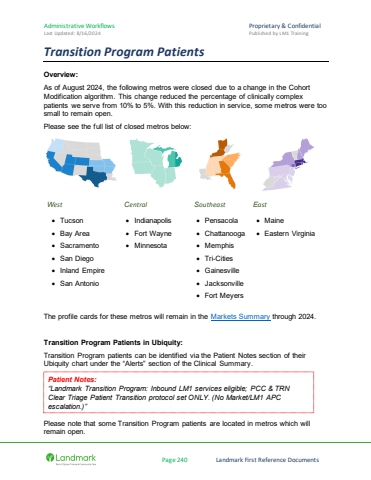 Administrative Workflows
Proprietary & Confidential
Last Updated: 8/16/2024
Published by LML Training
Transition Program Patients
Overview:
As of August 2024, the following metros were closed due to a change in the Cohort
Modification algorithm. This change reduced the percentage of clinically complex
patients we serve from 10% to 5%. With this reduction in service, some metros were too
small to remain open.
Please see the full list of closed metros below:
West
Central
Southeast
East
• Tucson
• Bay Area
• Sacramento
• San Diego
• Inland Empire
• San Antonio
• Indianapolis
• Fort Wayne
• Minnesota
• Pensacola
• Chattanooga
• Memphis
• Tri-Cities
• Gainesville
• Jacksonville
• Fort Meyers
• Maine
• Eastern Virginia
The profile cards for these metros will remain in the Markets Summary through 2024.
Transition Program Patients in Ubiquity:
Transition Program patients can be identified via the Patient Notes section of their
Ubiquity chart under the “Alerts” section of the Clinical Summary.
Patient Notes:
“Landmark Transition Program: Inbound LM1 services eligible; PCC & TRN
Clear Triage Patient Transition protocol set ONLY. (No Market/LM1 APC
escalation.)”
Please note that some Transition Program patients are located in metros which will
remain open.
Landmark
Page 240
Landmark First Reference Documents